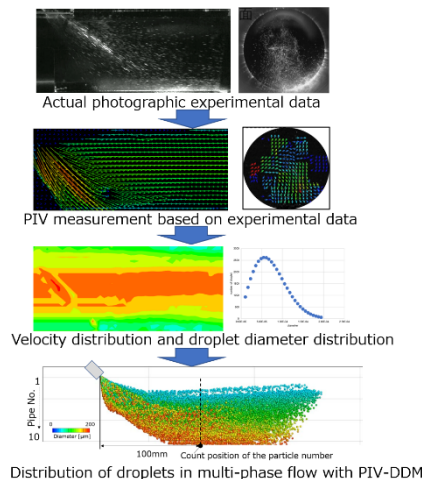 Actual photographic experimental data
PIV measurement based on experimental data
Velocity distribution and droplet diameter distribution
Pipe No.
1
10
0
200
Diameter [μm]
100mm
Count position of the particle number
Distribution of droplets in multi-phase flow with PIV-DDM